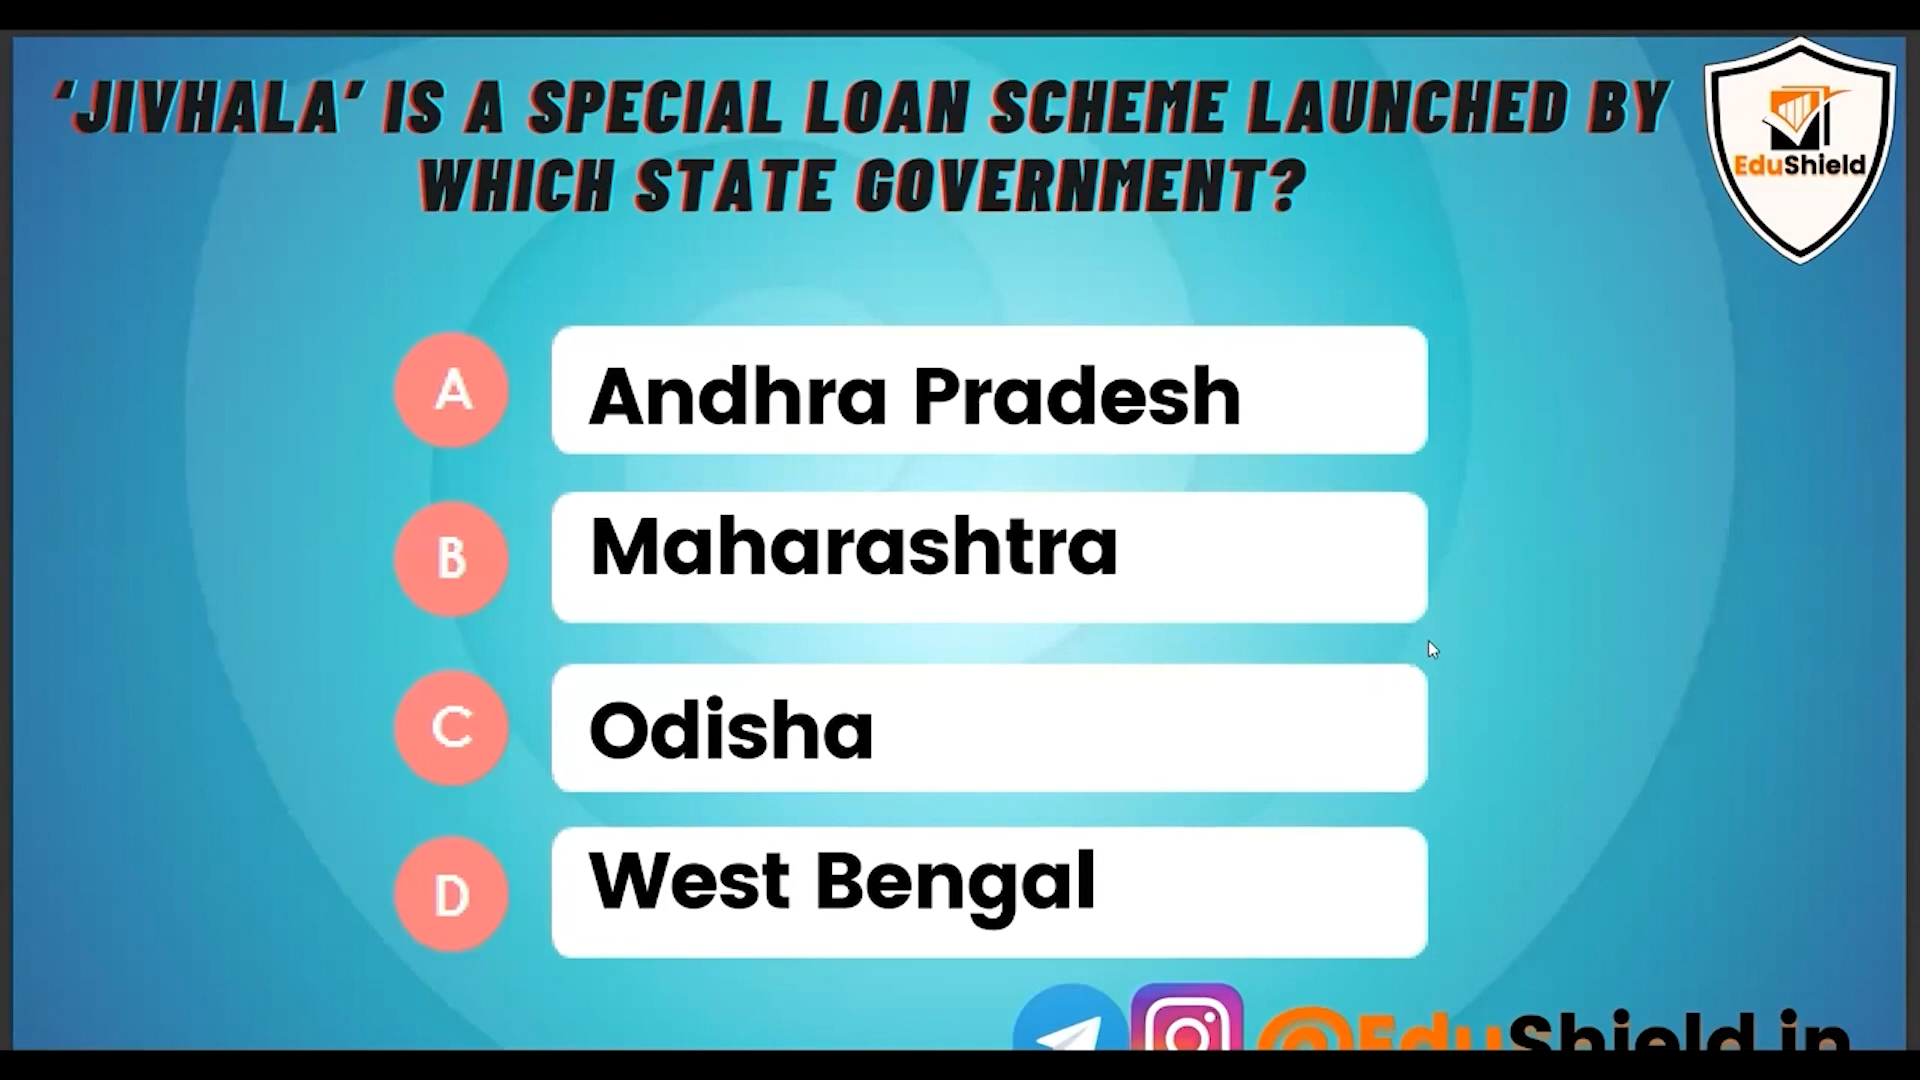 ‘JIVHALA’ IS A SPECIAL LOAN SCHEME LAUNCHED BY
WHICH STATE GOVERNMENT?
EduShield
A Andhra Pradesh
B Maharashtra
C Odisha
D West Bengal
@EduShield.in